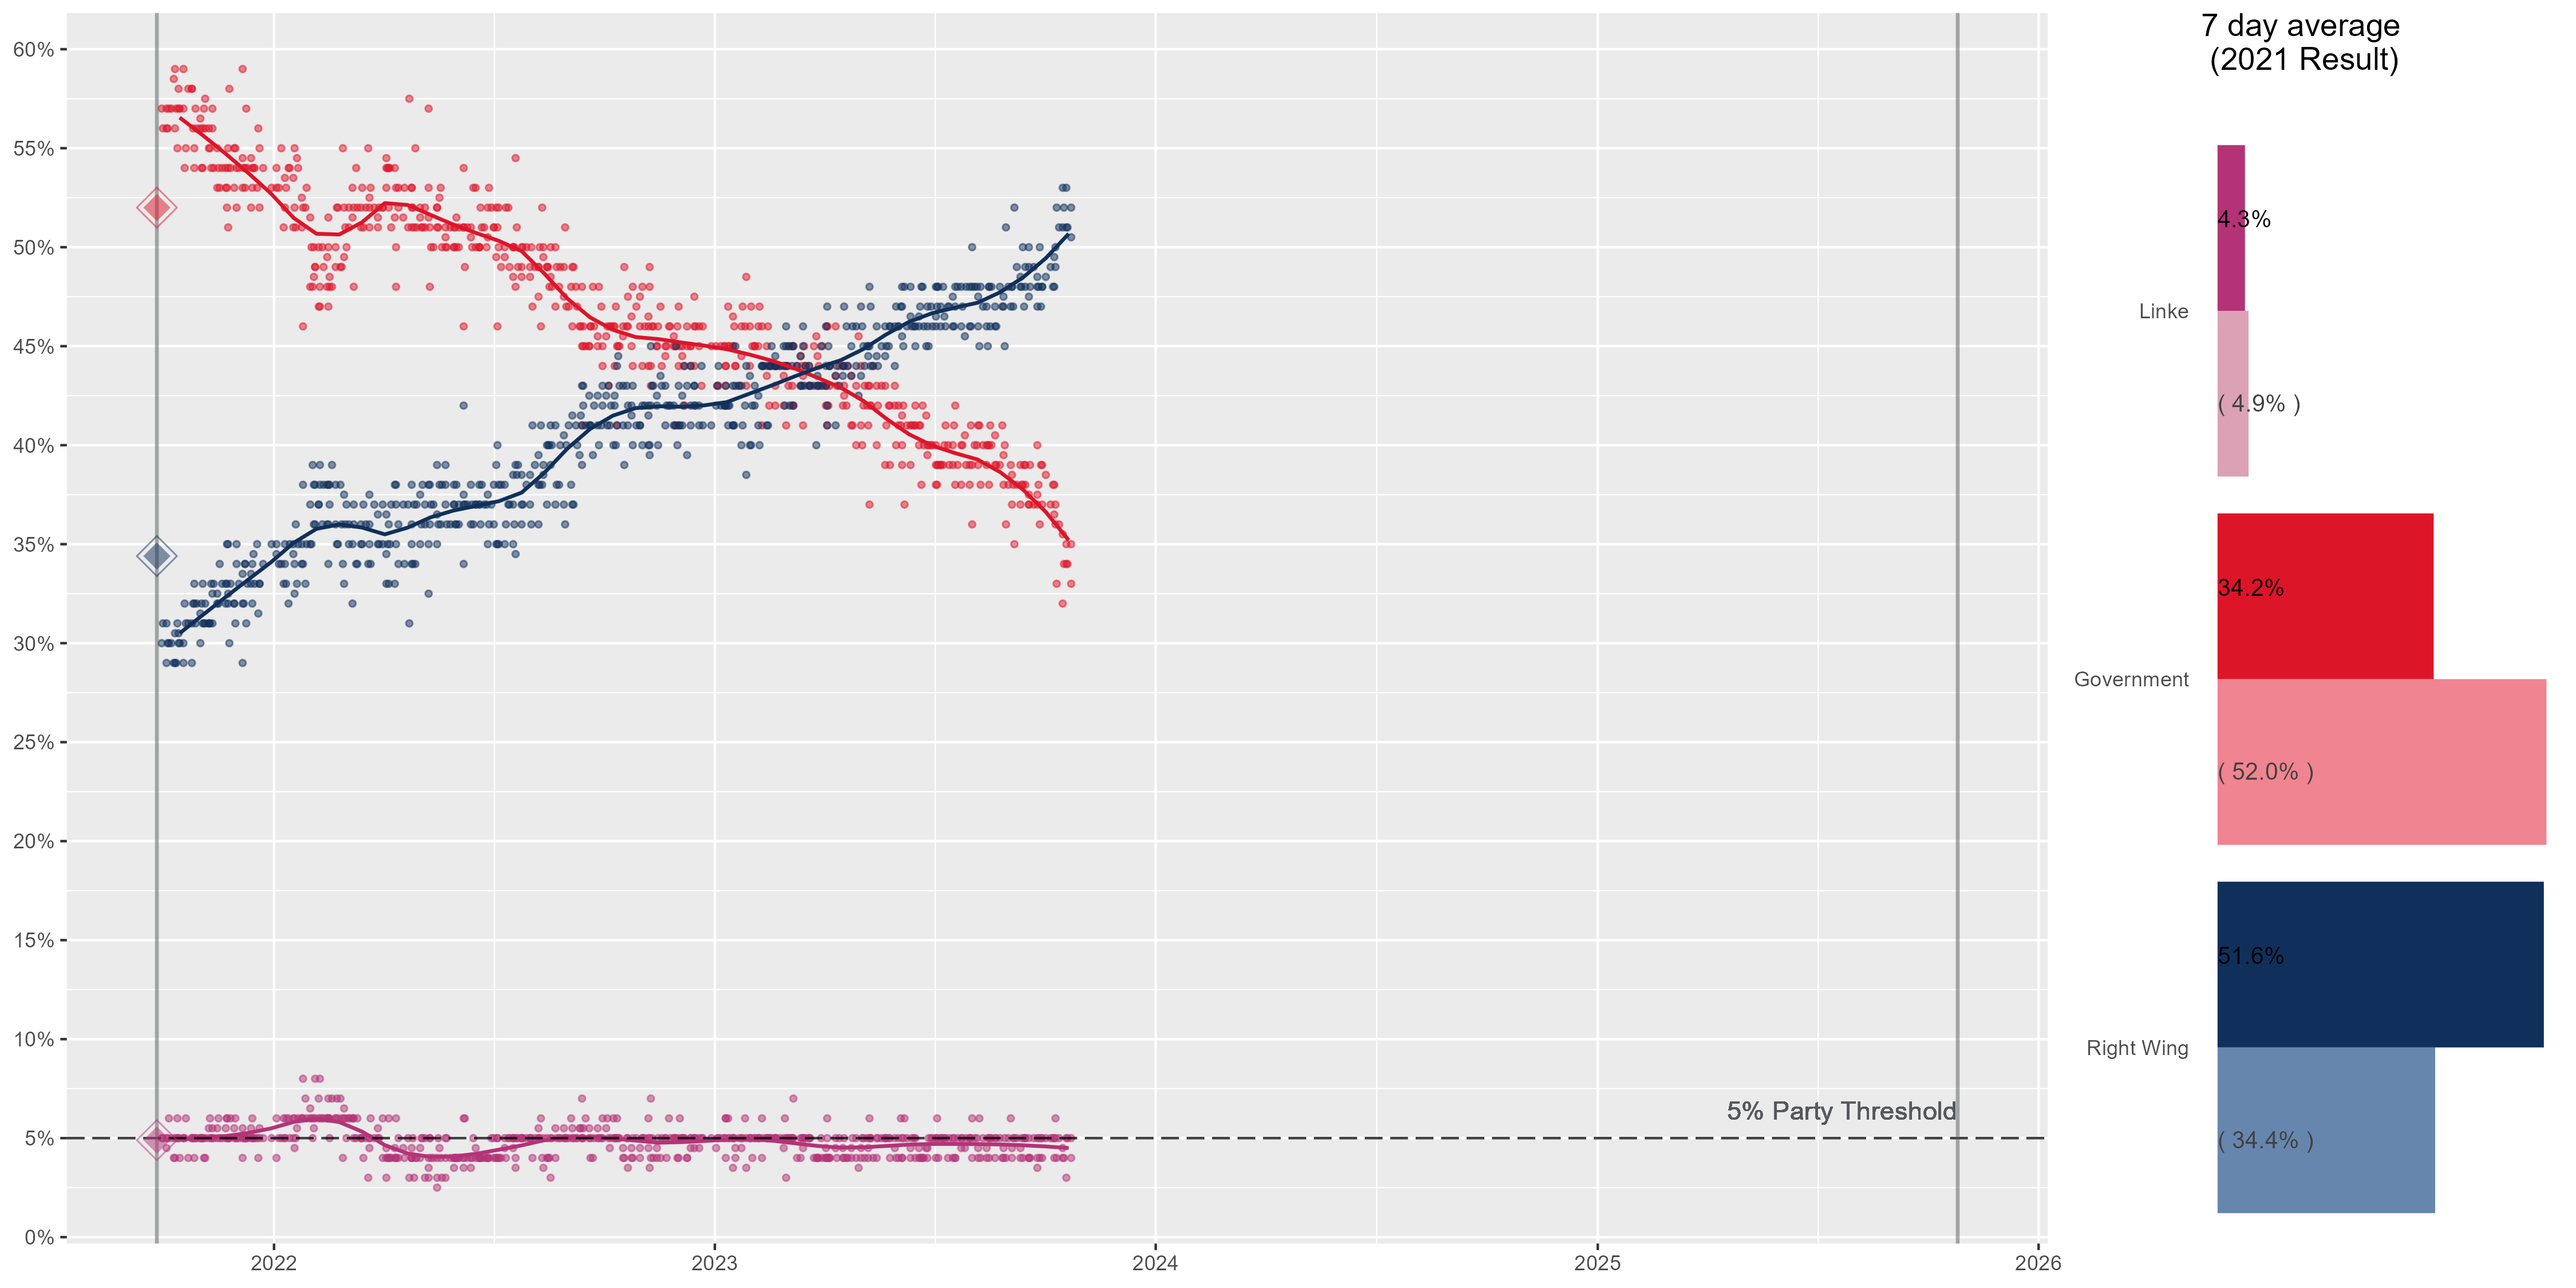 60%
55%
50%
45%
40%
35%
30%
25%
20%
15%
10%
5%
0%
2022
2023
2024
2025
2026
5% Party Threshold
7 day average
(2021 Result)
Linke
4.3%
( 4.9% )
Government
34.2%
( 52.0% )
Right Wing
51.6%
( 34.4% )